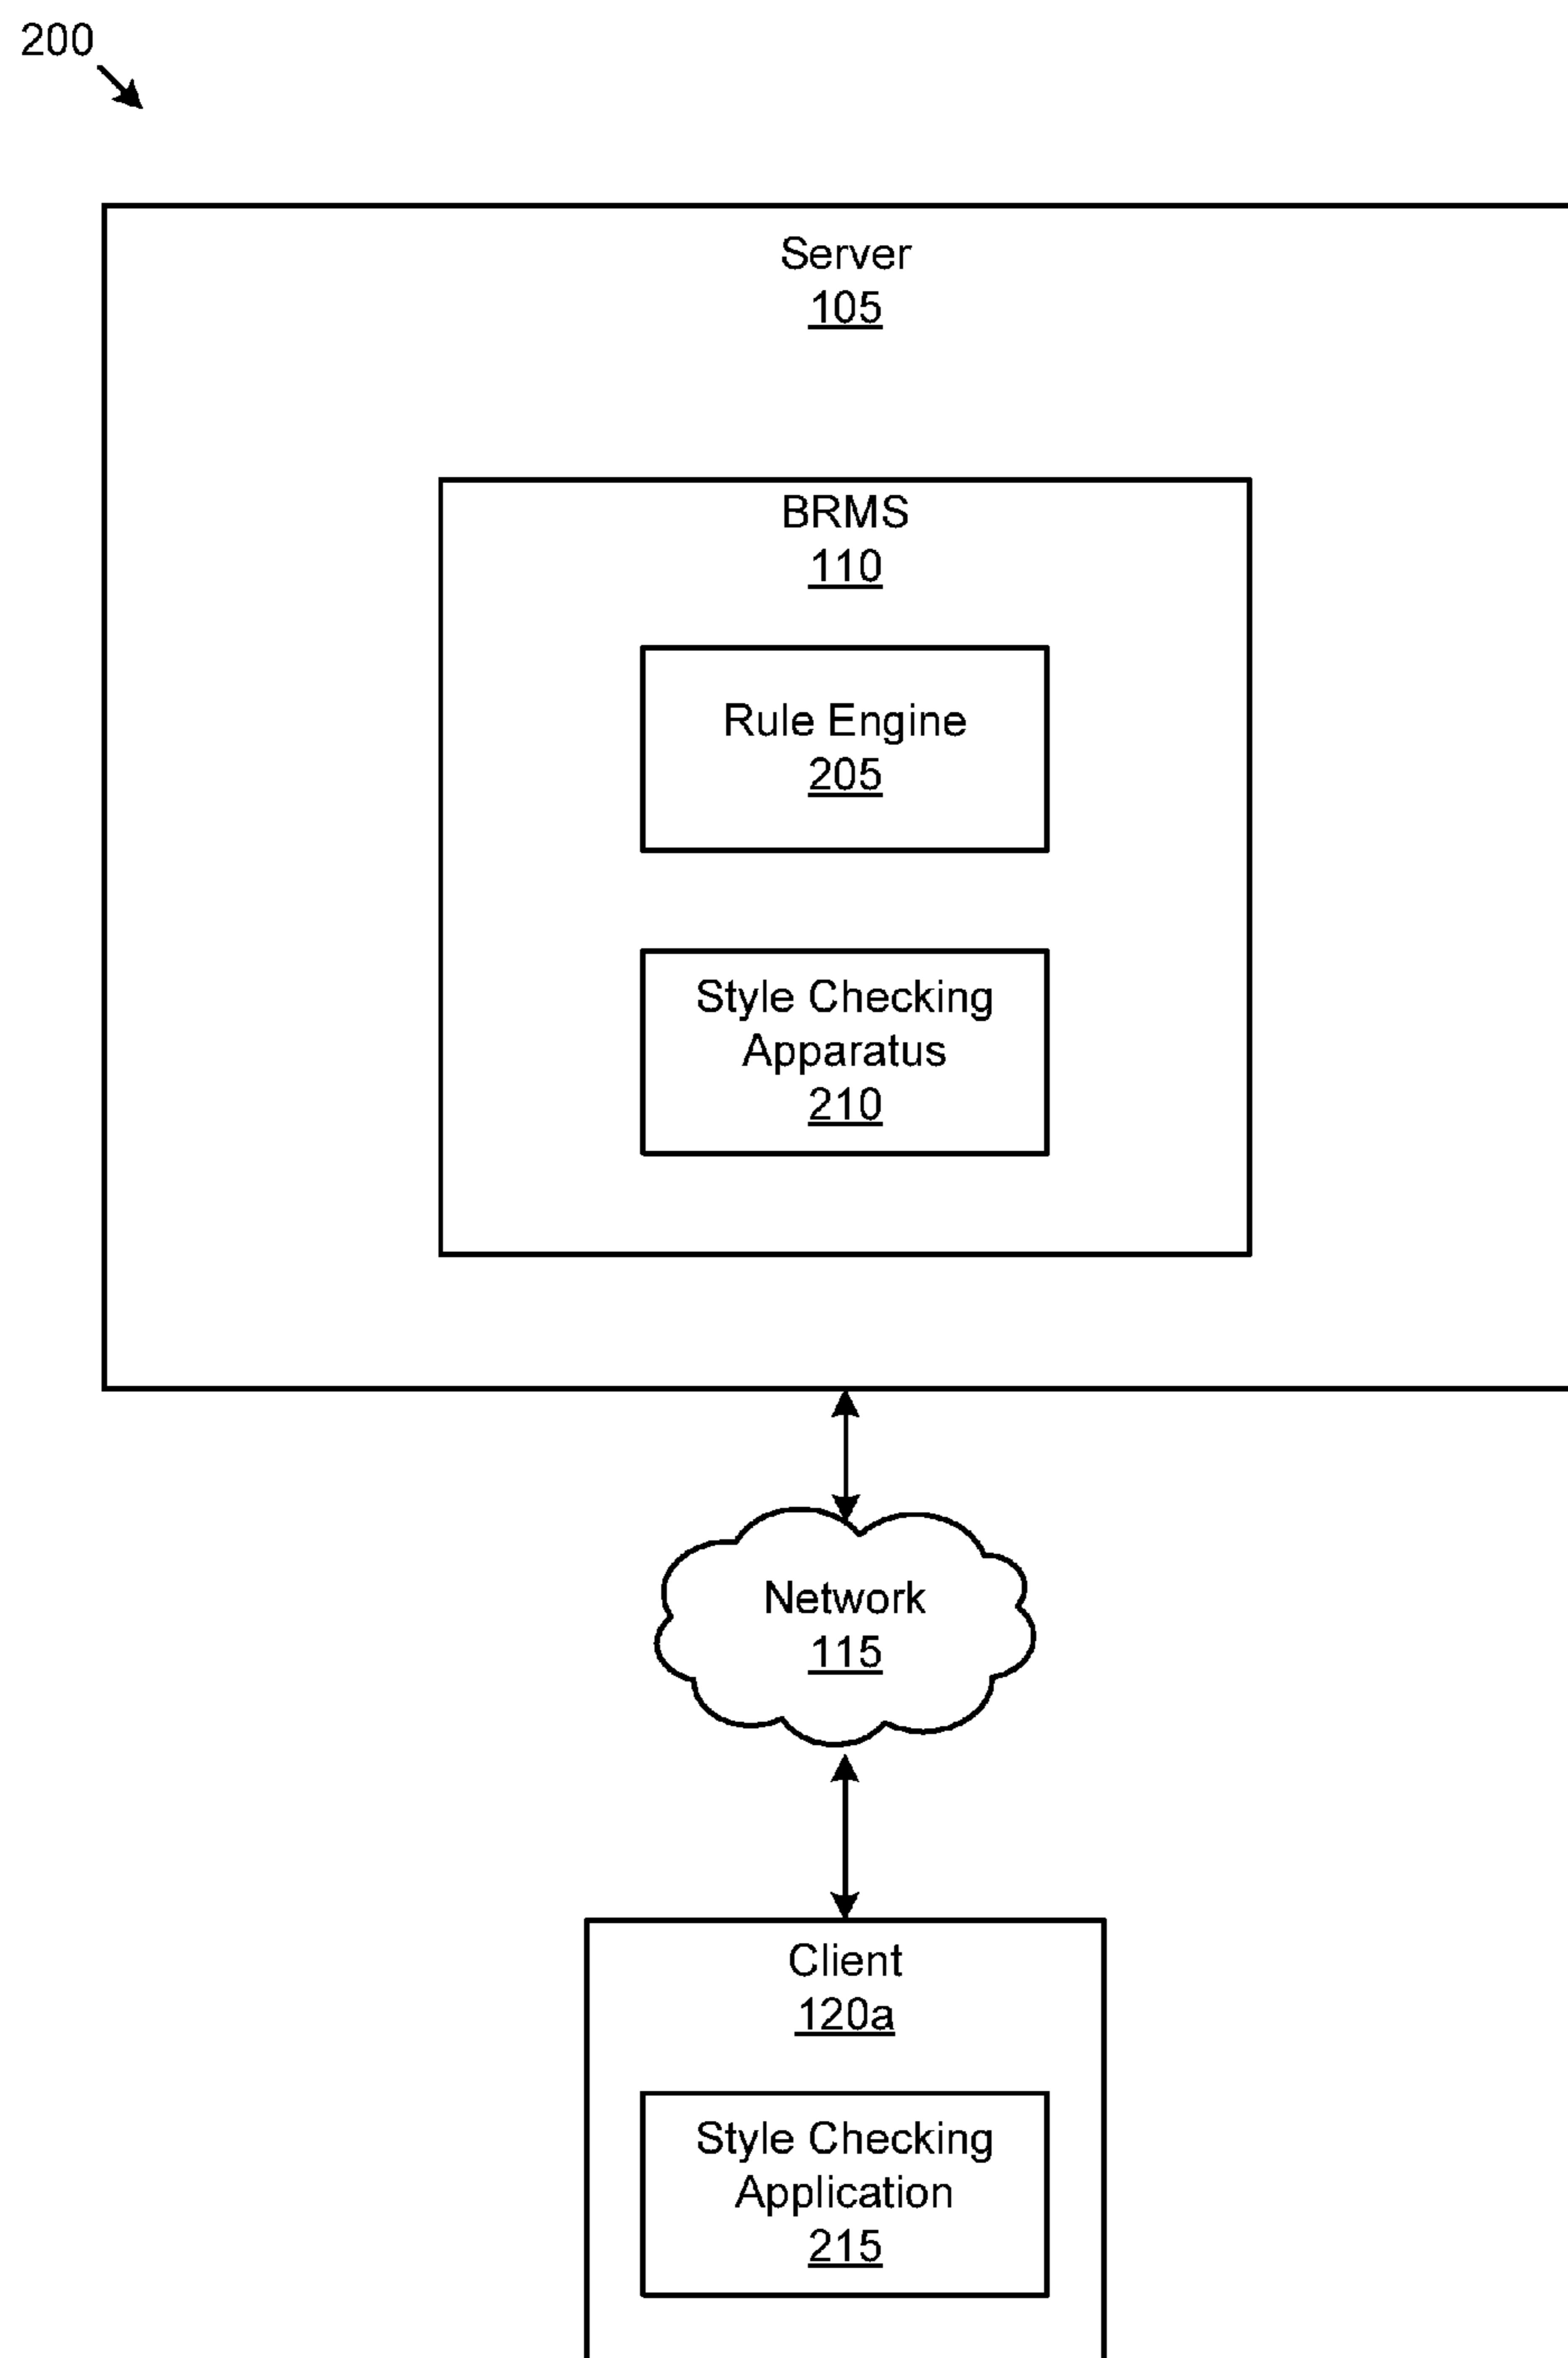 200
Server
105
BRMS
110
Rule Engine
205
Style Checking
Apparatus
210
Network
115
Client
120a
Style Checking
Application
215